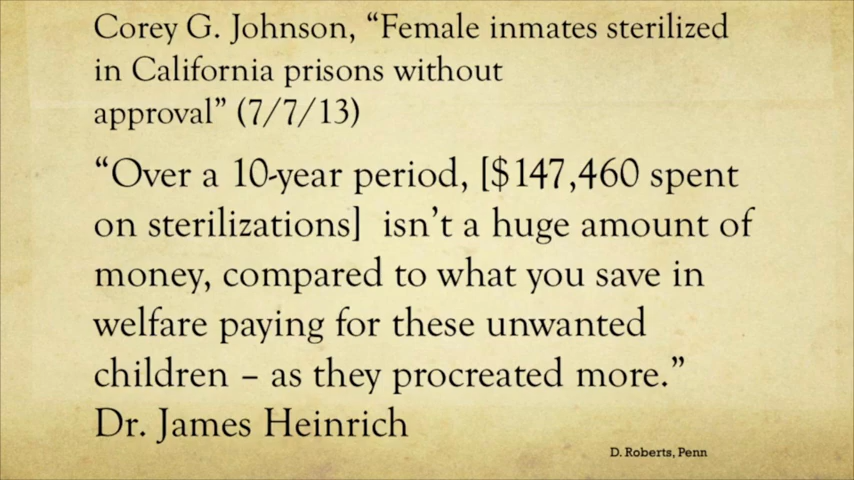 Corey G. Johnson, “Female inmates sterilized
in California prisons without
approval” (7/7/13)
“Over a 10-year period, [$147,460 spent
on sterilizations]  isn’t a huge amount of
money, compared to what you save in
welfare paying for these unwanted
children – as they procreated more.”
Dr. James Heinrich
D. Roberts, Penn